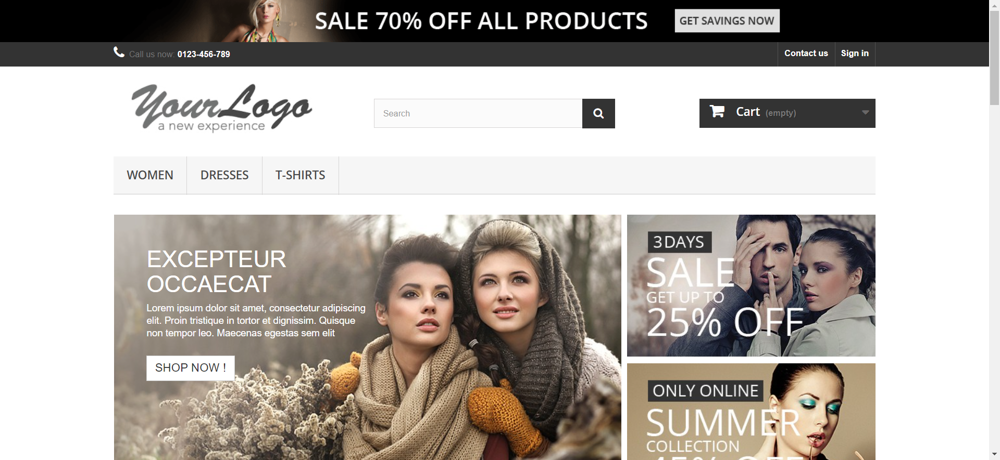 SALE 70% OFF ALL PRODUCTS GET SAVINGS NOW
Call us now: 0123-456-789 Contact us Sign in
YourLogo
a new experience
Search
Cart (empty)
WOMEN DRESSES T-SHIRTS
EXCEPTEUR
OCCAECAT
Lorem ipsum dolor sit amet, consectetur adipiscing
elit. Proin tristique in tortor et dignissim. Quisque
non tempor leo. Maecenas egestas sem elit
SHOP NOW !
3 DAYS
SALE
GET UP TO
25% OFF
ONLY ONLINE
SUMMER
COLLECTION
45% OFF